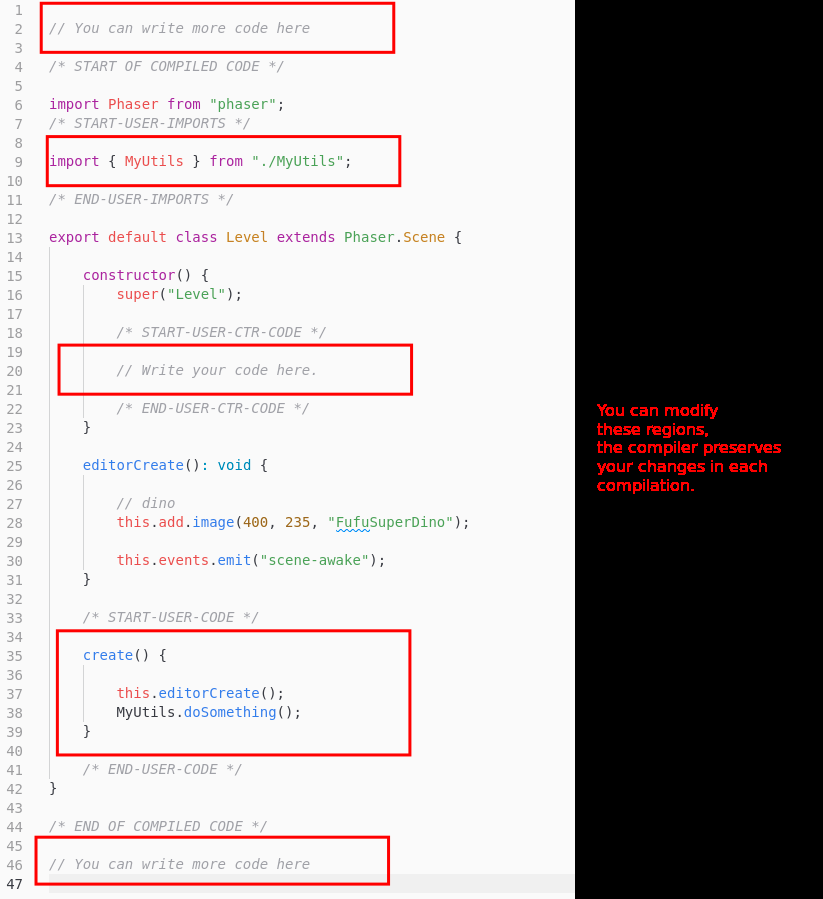 1
2 // You can write more code here
3
4 /* START OF COMPILED CODE */
5
6 import Phaser from "phaser";
7 /* START-USER-IMPORTS */
8
9 import { MyUtils } from "./MyUtils";
10
11 /* END-USER-IMPORTS */
12
13 export default class Level extends Phaser.Scene {
14
15     constructor() {
16         super("Level");
17
18         /* START-USER-CTR-CODE */
19
20         // Write your code here.
21
22         /* END-USER-CTR-CODE */
23     }
24
25     editorCreate(): void {
26
27         // dino
28         this.add.image(400, 235, "FufuSuperDino");
29
30         this.events.emit("scene-awake");
31     }
32
33     /* START-USER-CODE */
34
35     create() {
36
37         this.editorCreate();
38         MyUtils.doSomething();
39     }
40
41     /* END-USER-CODE */
42 }
43
44 /* END OF COMPILED CODE */
45
46 // You can write more code here
47
You can modify
these regions,
the compiler preserves
your changes in each
compilation.